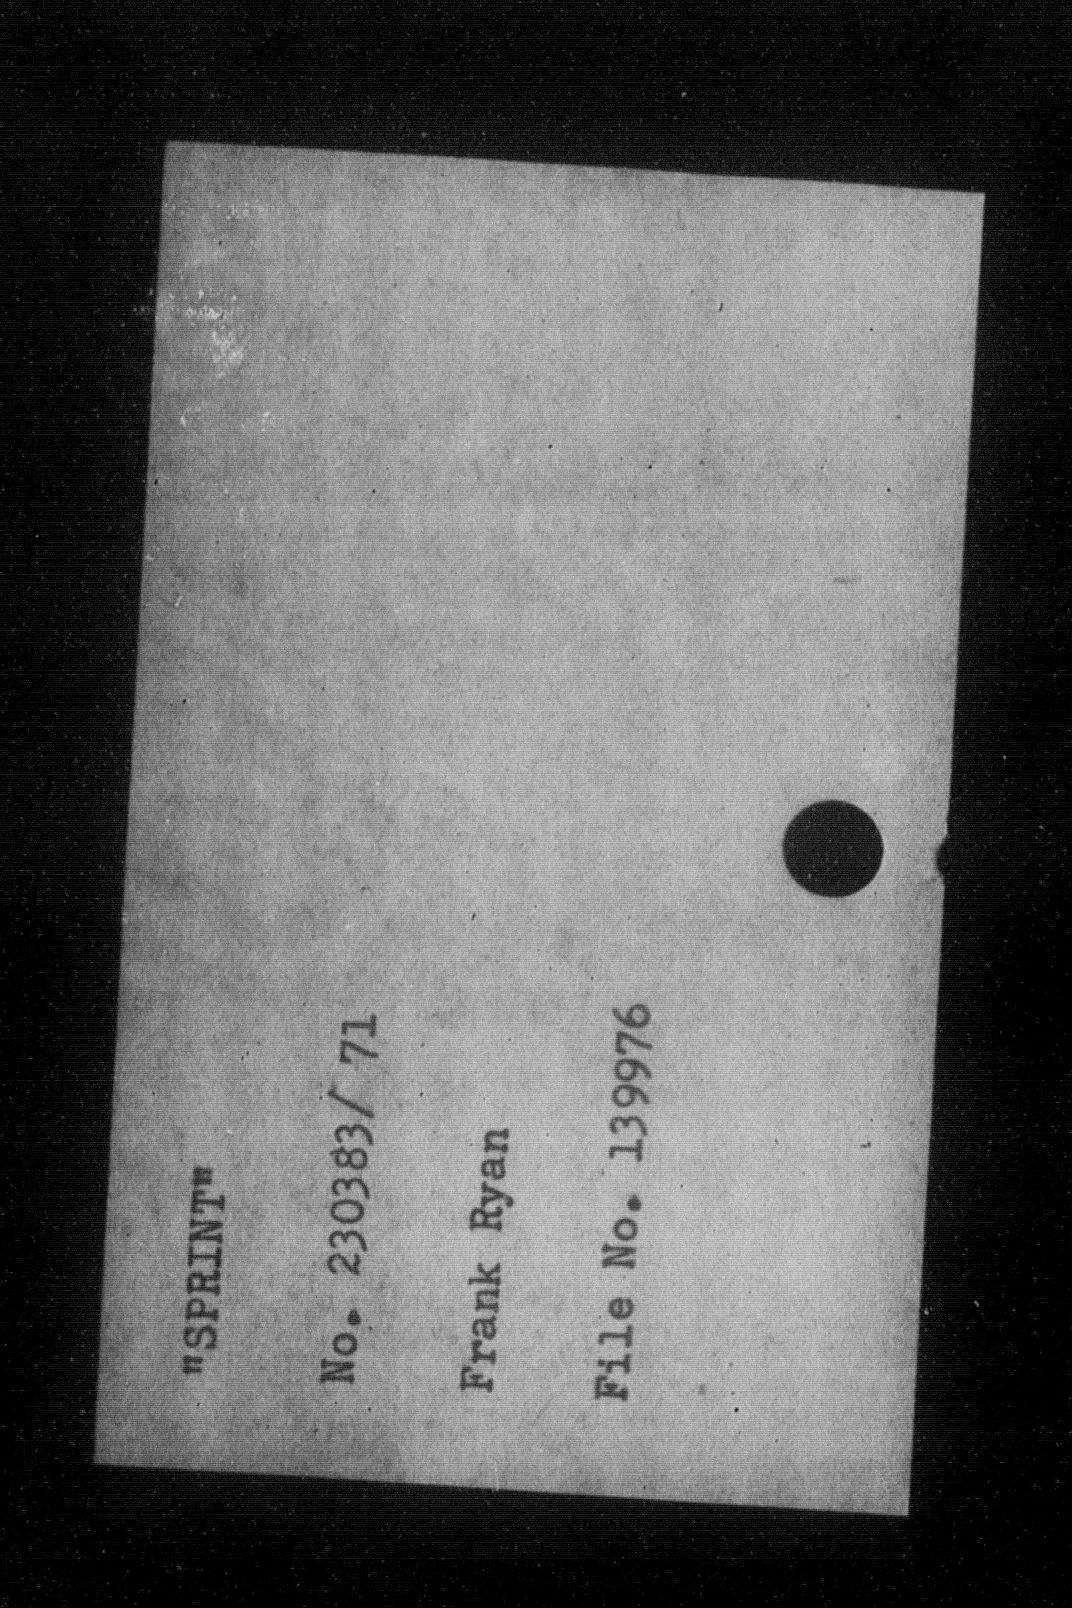 "SPRINT"
No. 230383/ 71
Frank Ryan
File No. 139976